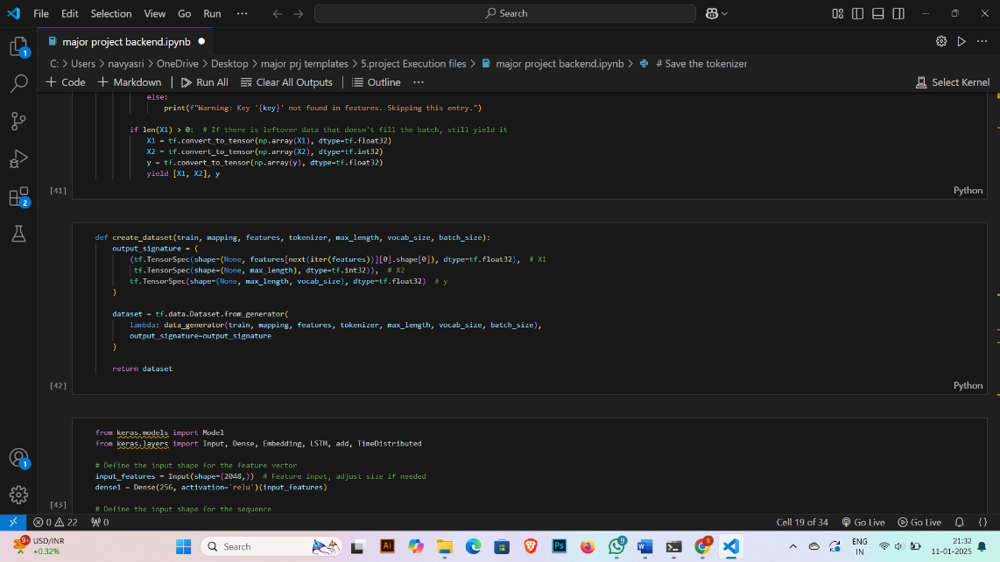 File Edit Selection View Go Run ··· Search
major project backend.ipynb
C: > Users > navyasri > OneDrive > Desktop > major prj templates > 5.project Execution files > major project backend.ipynb > # Save the tokenizer
+ Code + Markdown Run All Clear All Outputs Outline ··· Select Kernel
else:
print(f"Warning: Key '{key}' not found in features. Skipping this entry.")
if len(X1) > 0:  # If there is leftover data that doesn't fill the batch, still yield it
X1 = tf.convert_to_tensor(np.array(X1), dtype=tf.float32)
X2 = tf.convert_to_tensor(np.array(X2), dtype=tf.int32)
y = tf.convert_to_tensor(np.array(y), dtype=tf.float32)
yield [X1, X2], y
[41] Python
def create_dataset(train, mapping, features, tokenizer, max_length, vocab_size, batch_size):
output_signature = (
(tf.TensorSpec(shape=(None, features[next(iter(features))][0].shape[0]), dtype=tf.float32),  # X1
tf.TensorSpec(shape=(None, max_length), dtype=tf.int32)),  # X2
tf.TensorSpec(shape=(None, max_length, vocab_size), dtype=tf.float32)  # y
)
dataset = tf.data.Dataset.from_generator(
lambda: data_generator(train, mapping, features, tokenizer, max_length, vocab_size, batch_size),
output_signature=output_signature
)
return dataset
[42] Python
from keras.models import Model
from keras.layers import Input, Dense, Embedding, LSTM, add, TimeDistributed
# Define the input shape for the feature vector
input_features = Input(shape=(2048,))  # Feature input, adjust size if needed
dense1 = Dense(256, activation='relu')(input_features)
[43]
# Define the input shape for the sequence
1
2
1
0 22 0 Cell 19 of 34 Go Live Go Live {}
9+ USD/INR
+0.32%
Search Ai Ps 9 S ENG
IN
21:32
11-01-2025